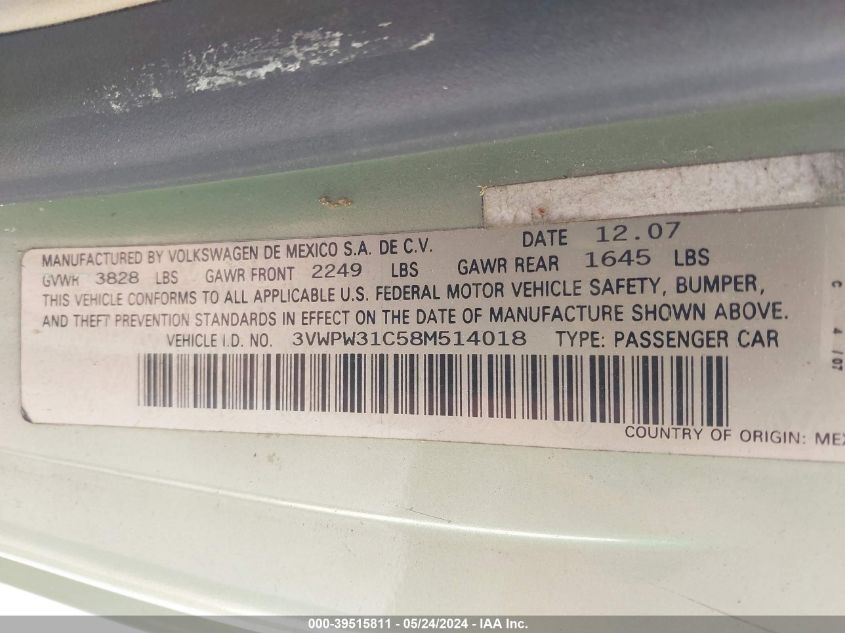 MANUFACTURED BY VOLKSWAGEN DE MEXICO S.A. DE C.V. DATE 12.07
GVWR 3828 LBS GAWR FRONT 2249 LBS GAWR REAR 1645 LBS
THIS VEHICLE CONFORMS TO ALL APPLICABLE U.S. FEDERAL MOTOR VEHICLE SAFETY, BUMPER,
AND THEFT PREVENTION STANDARDS IN EFFECT ON THE DATE OF MANUFACTURE SHOWN ABOVE.
VEHICLE I.D. NO. 3VWPW31C58M514018 TYPE: PASSENGER CAR
COUNTRY OF ORIGIN: MEX
C 4 /07
000-39515811 - 05/24/2024 - IAA Inc.